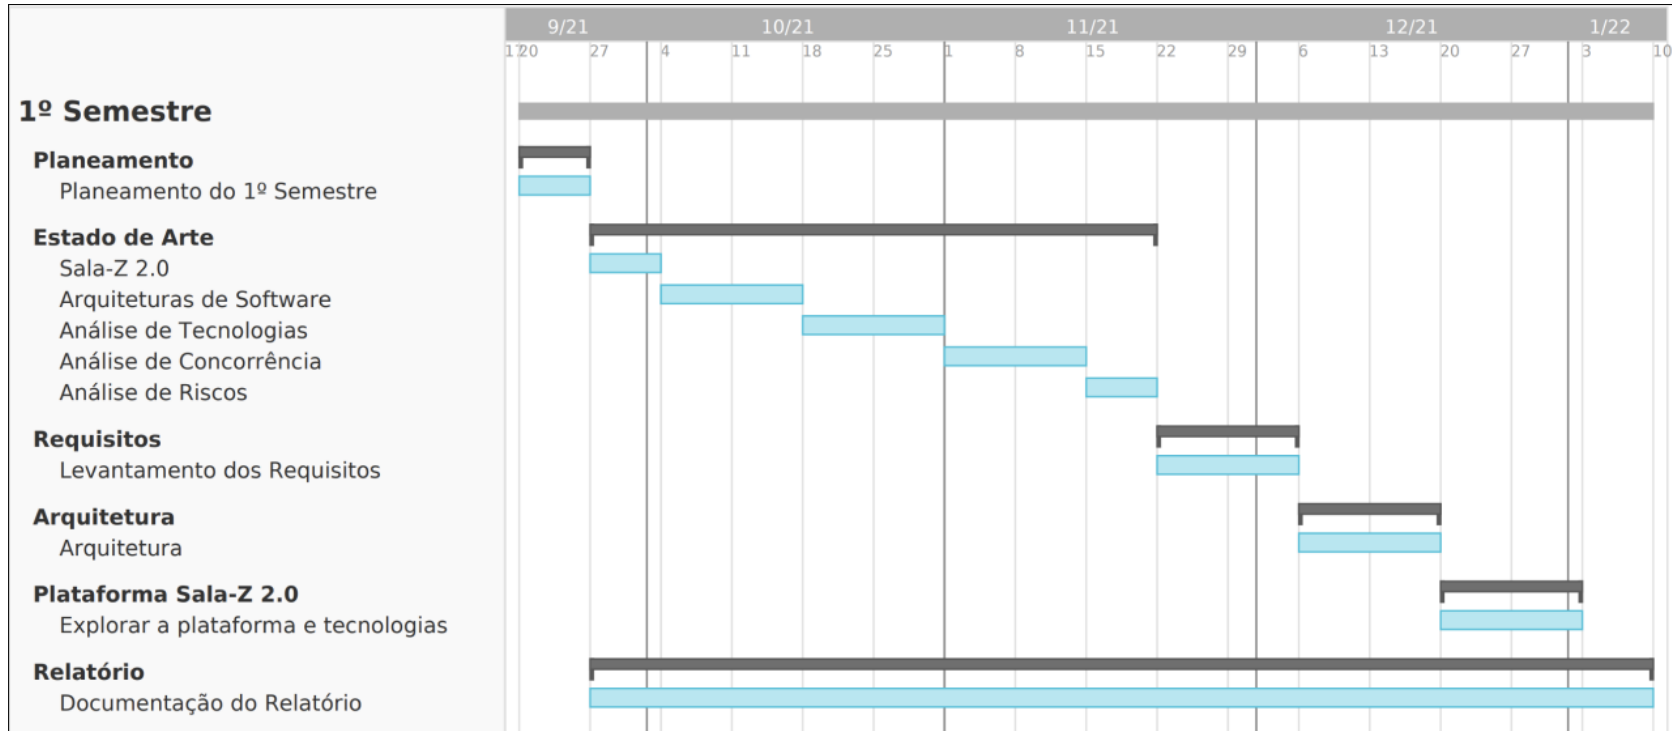 9/21 10/21 11/21 12/21 1/22
17 20 27 4 11 18 25 1 8 15 22 29 6 13 20 27 3 10
1º Semestre
Planeamento
Planeamento do 1º Semestre
Estado de Arte
Sala-Z 2.0
Arquiteturas de Software
Análise de Tecnologias
Análise de Concorrência
Análise de Riscos
Requisitos
Levantamento dos Requisitos
Arquitetura
Arquitetura
Plataforma Sala-Z 2.0
Explorar a plataforma e tecnologias
Relatório
Documentação do Relatório